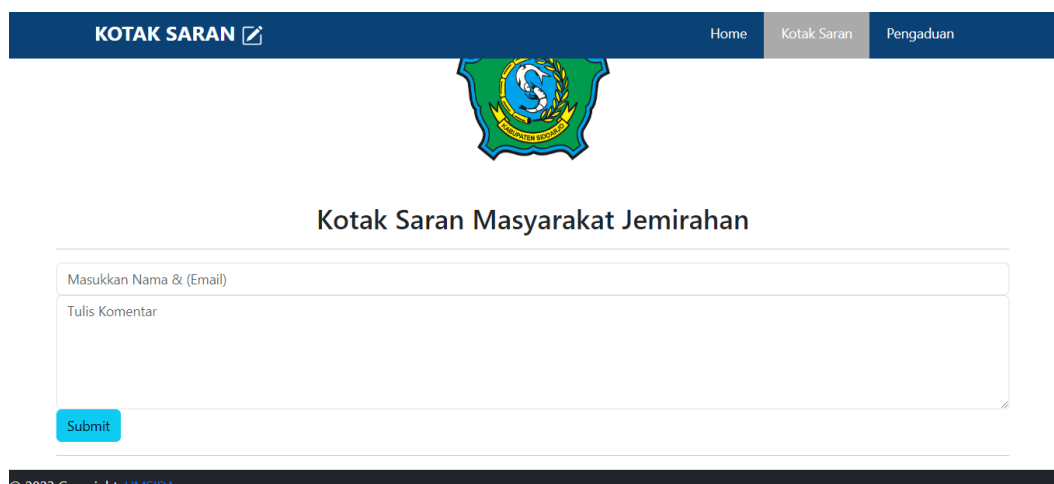 KOTAK SARAN
Home
Kotak Saran
Pengaduan
KABUPATEN SIDOARJO
Kotak Saran Masyarakat Jemirahan
Masukkan Nama & (Email)
Tulis Komentar
Submit